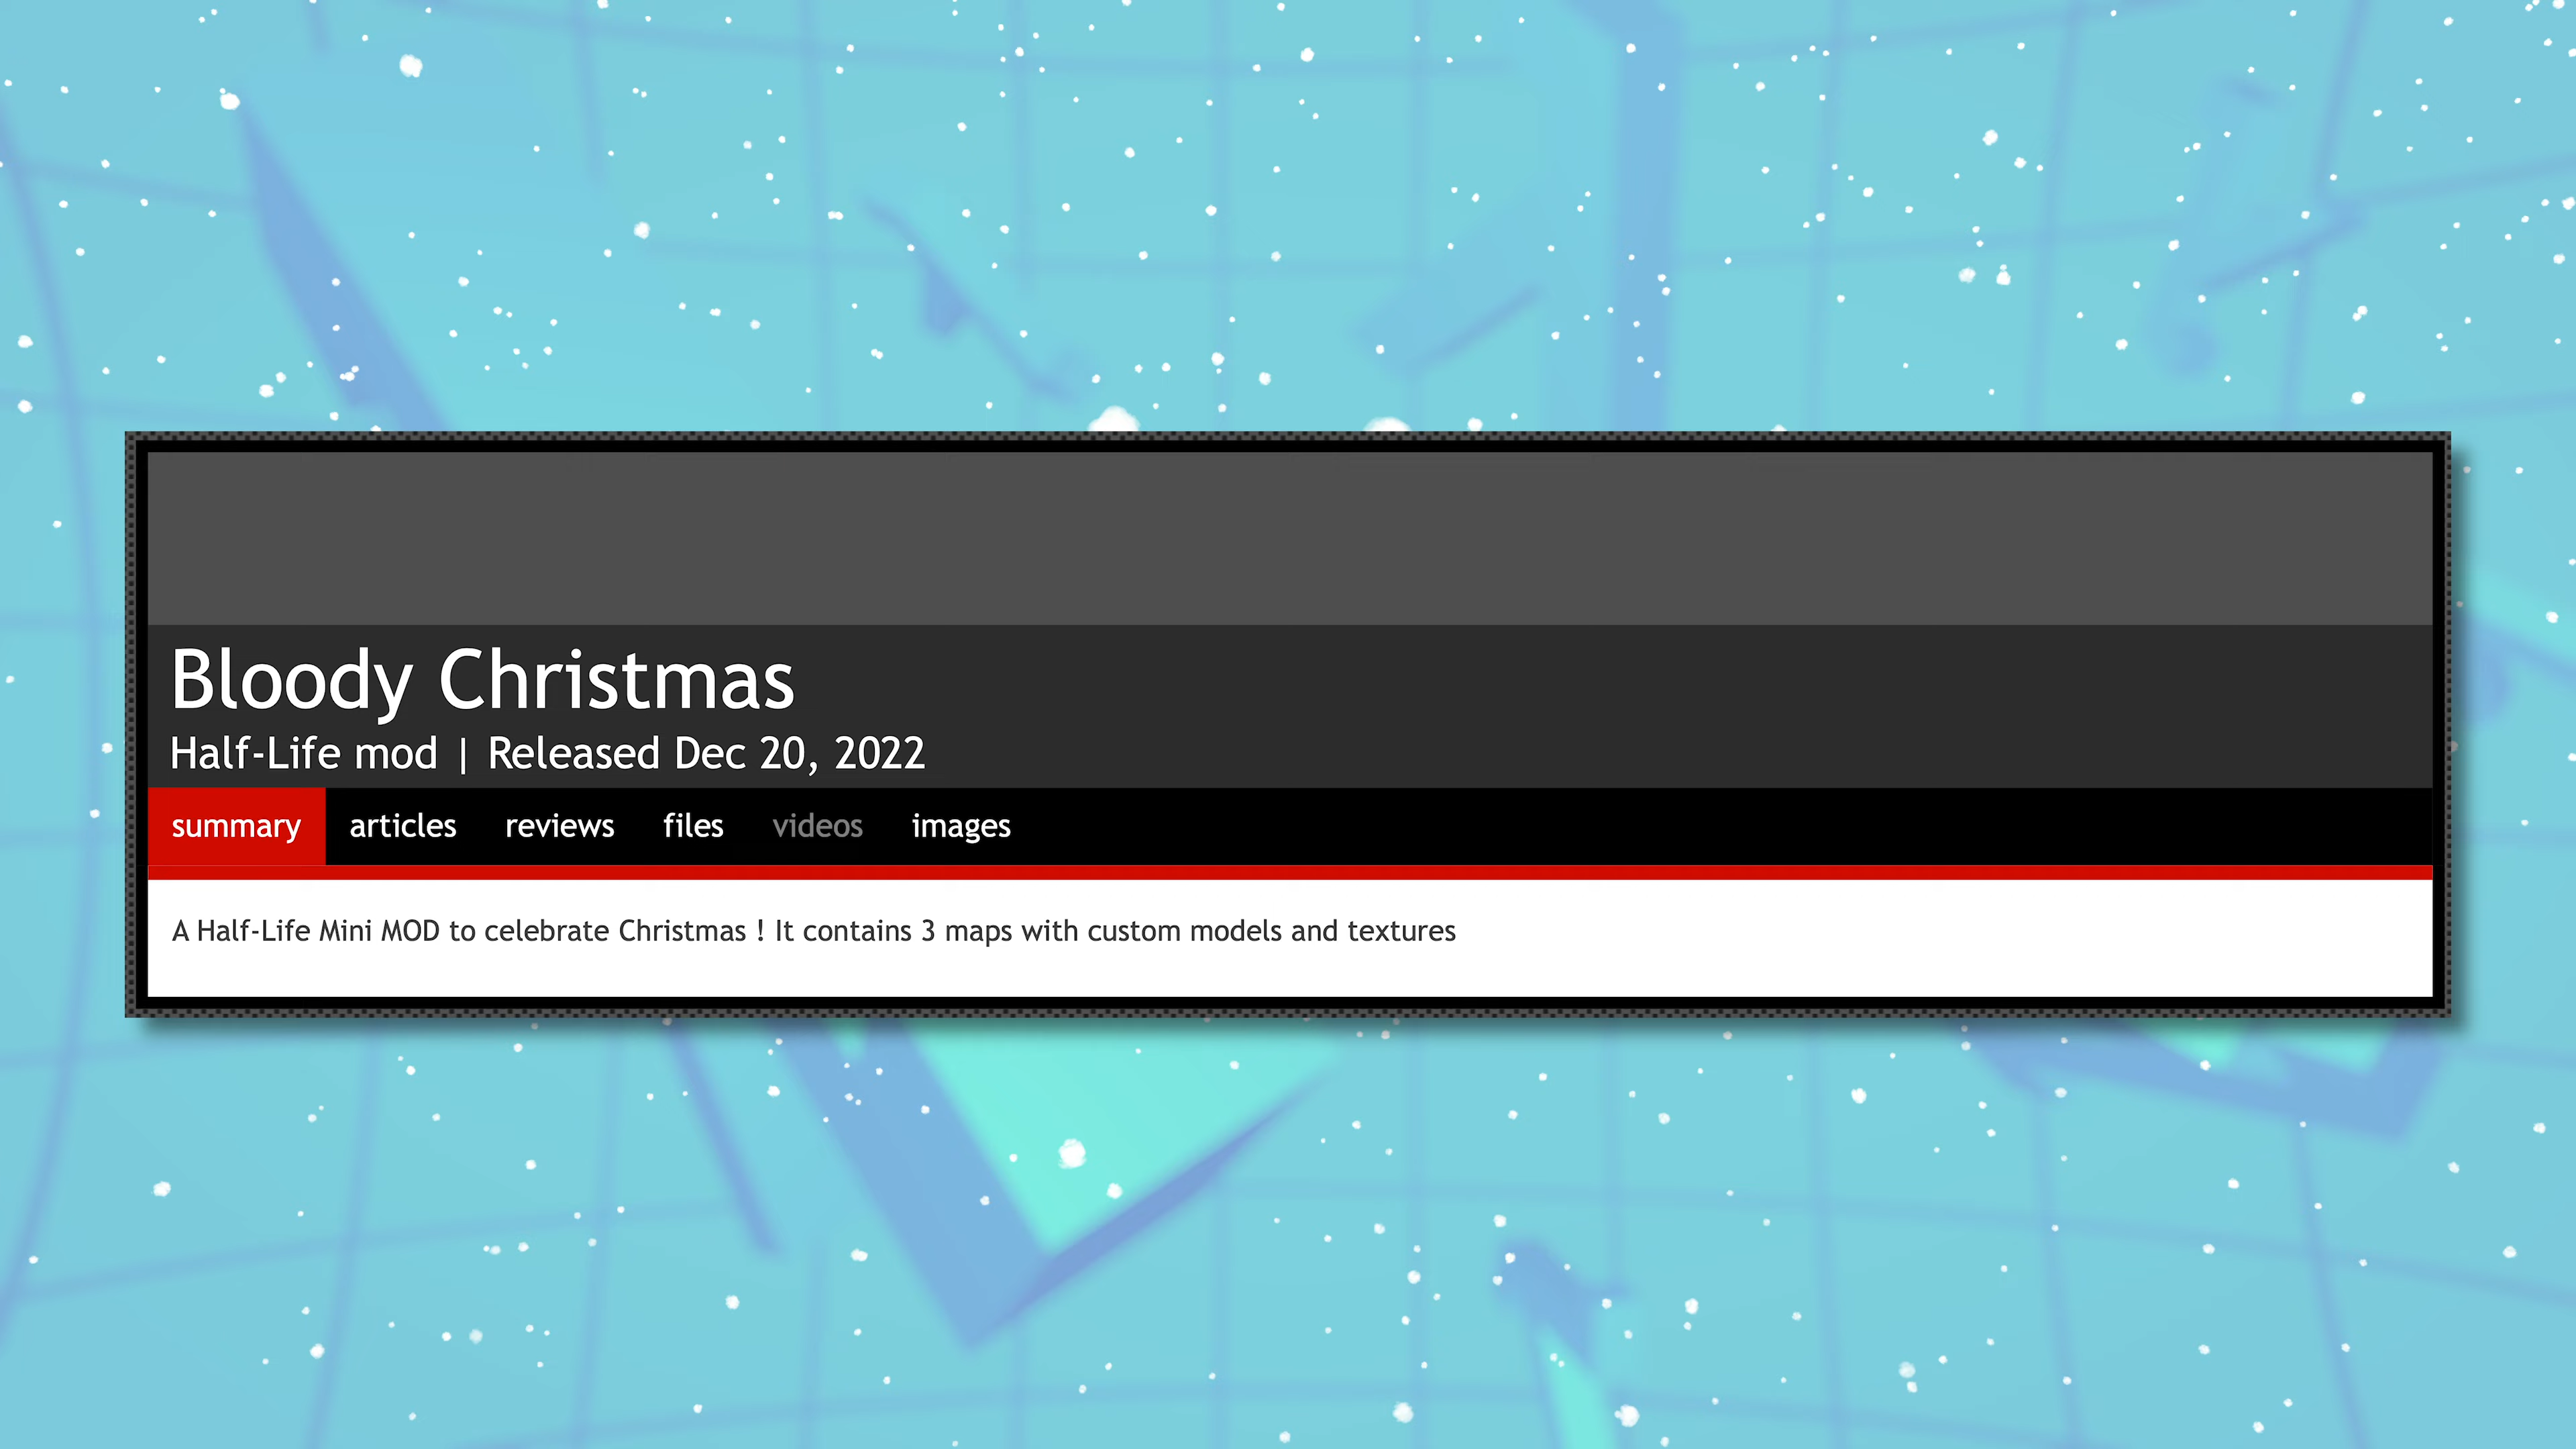 Bloody Christmas
Half-Life mod | Released Dec 20, 2022
summary articles reviews files videos images
A Half-Life Mini MOD to celebrate Christmas ! It contains 3 maps with custom models and textures